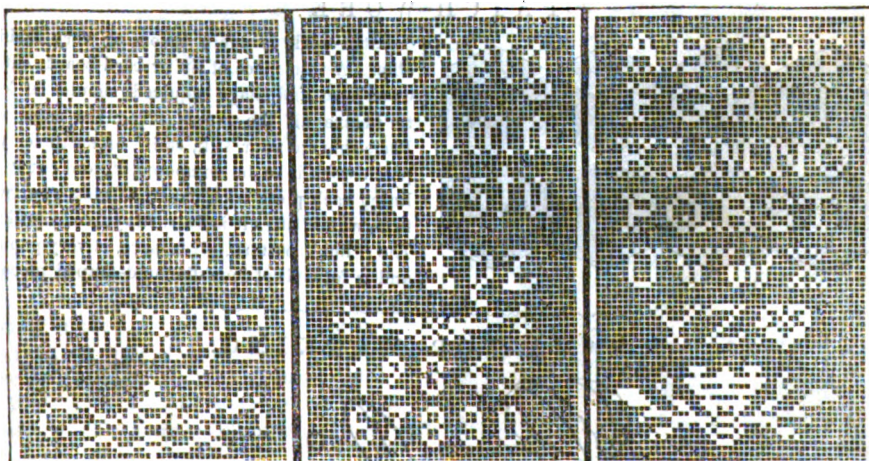 abcdefg
hijklmn
opqrstu
vwxyz
abcdefg
hijklmn
opqrstu
vwxyz
12345
67890
ABCDE
FGHIJ
KLMNO
PQRST
UVWX
YZ